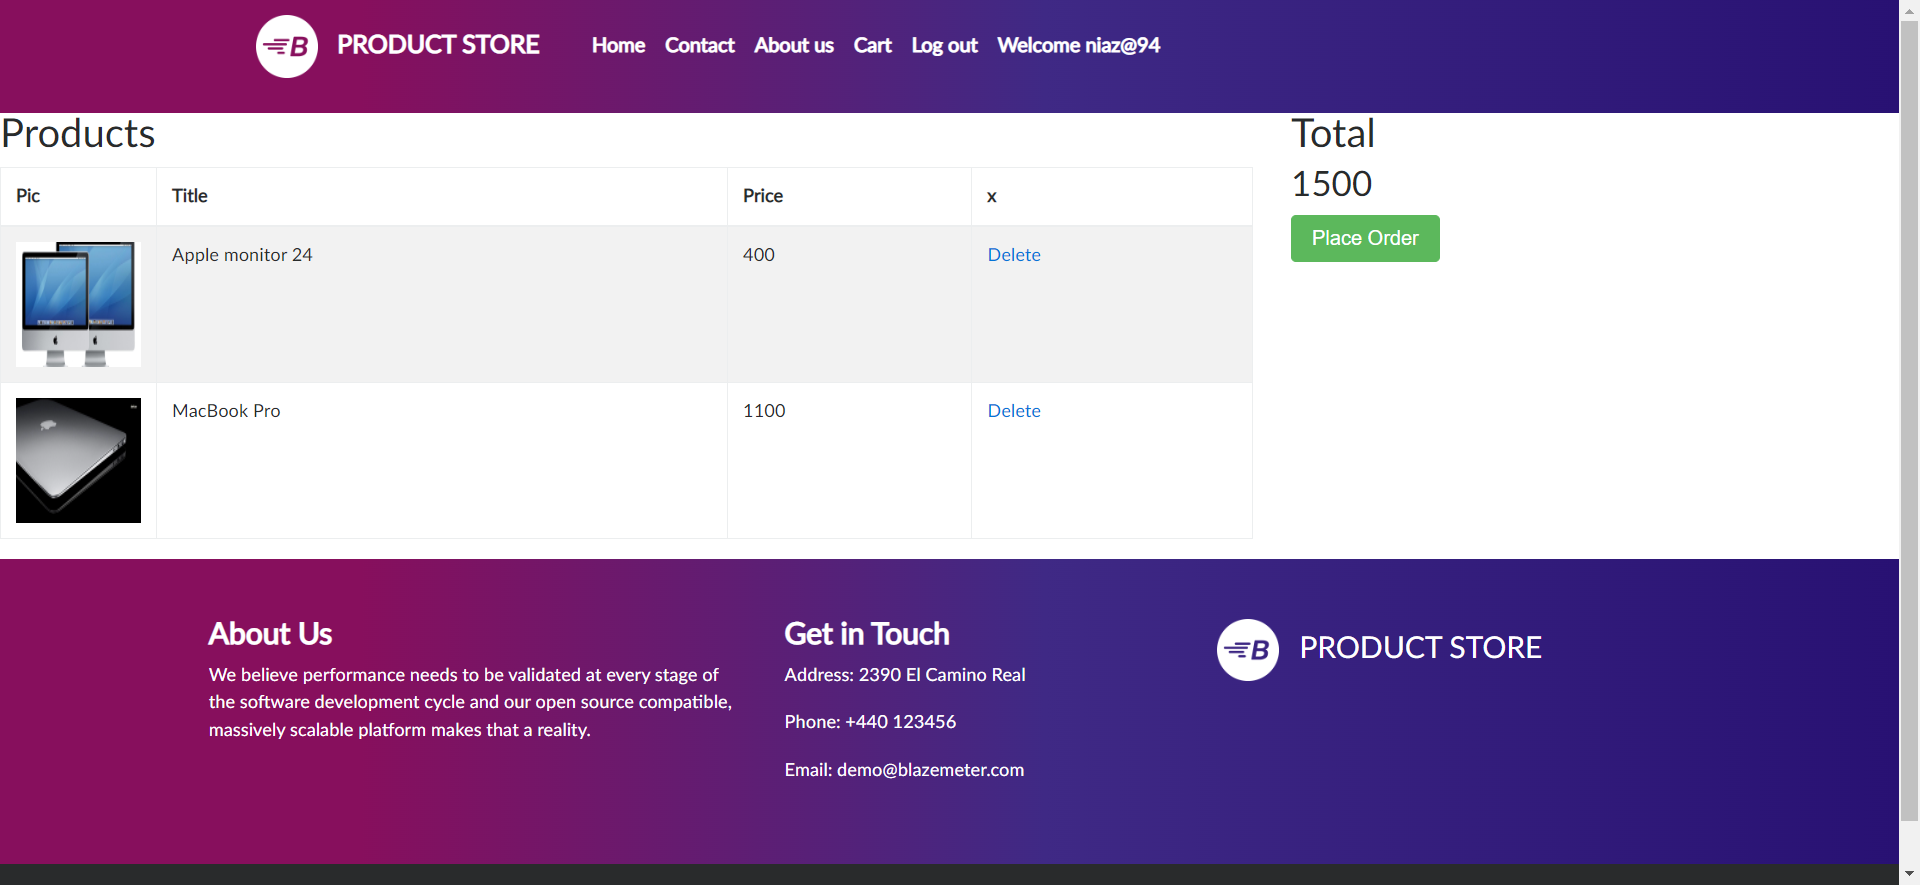 B PRODUCT STORE Home Contact About us Cart Log out Welcome niaz@94
Products
Total
1500
Place Order
Pic Title Price x
Apple monitor 24 400 Delete
MacBook Pro 1100 Delete
About Us
We believe performance needs to be validated at every stage of
the software development cycle and our open source compatible,
massively scalable platform makes that a reality.
Get in Touch
Address: 2390 El Camino Real
Phone: +440 123456
Email: demo@blazemeter.com
B PRODUCT STORE